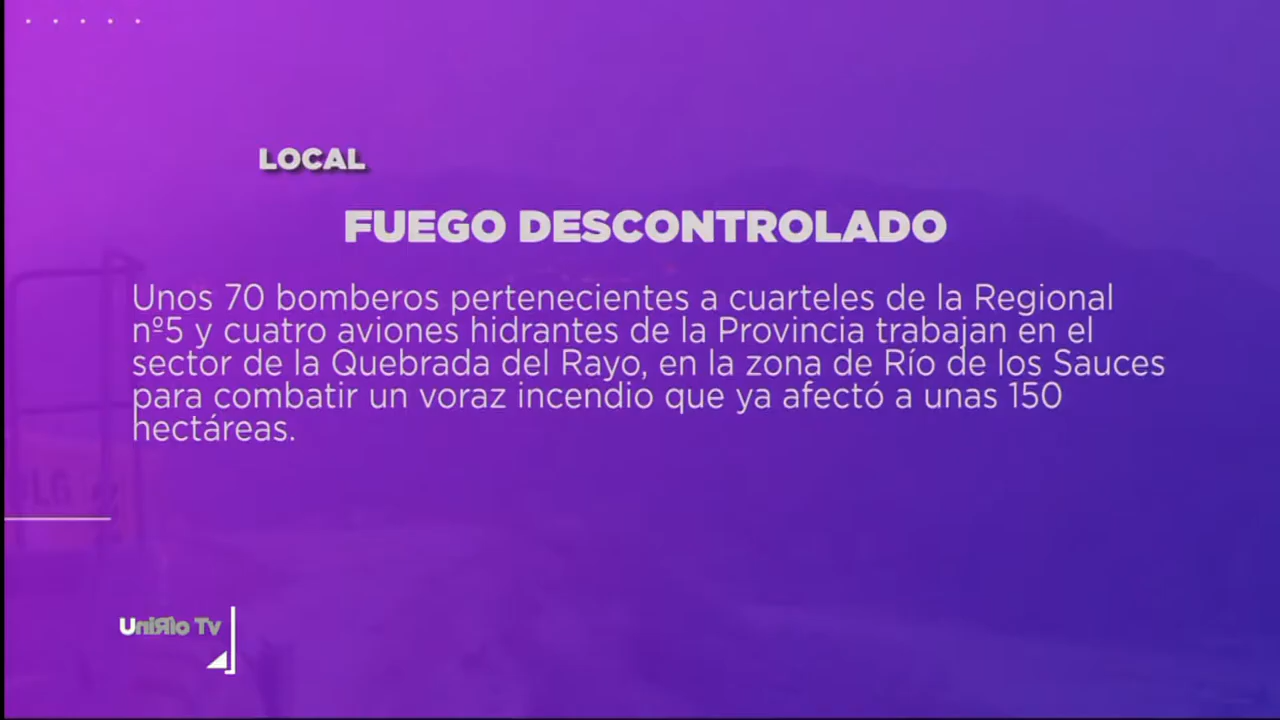 LOCAL
FUEGO DESCONTROLADO
Unos 70 bomberos pertenecientes a cuarteles de la Regional
nº5 y cuatro aviones hidrantes de la Provincia trabajan en el
sector de la Quebrada del Rayo, en la zona de Río de los Sauces
para combatir un voraz incendio que ya afectó a unas 150
hectáreas.
UniRio Tv